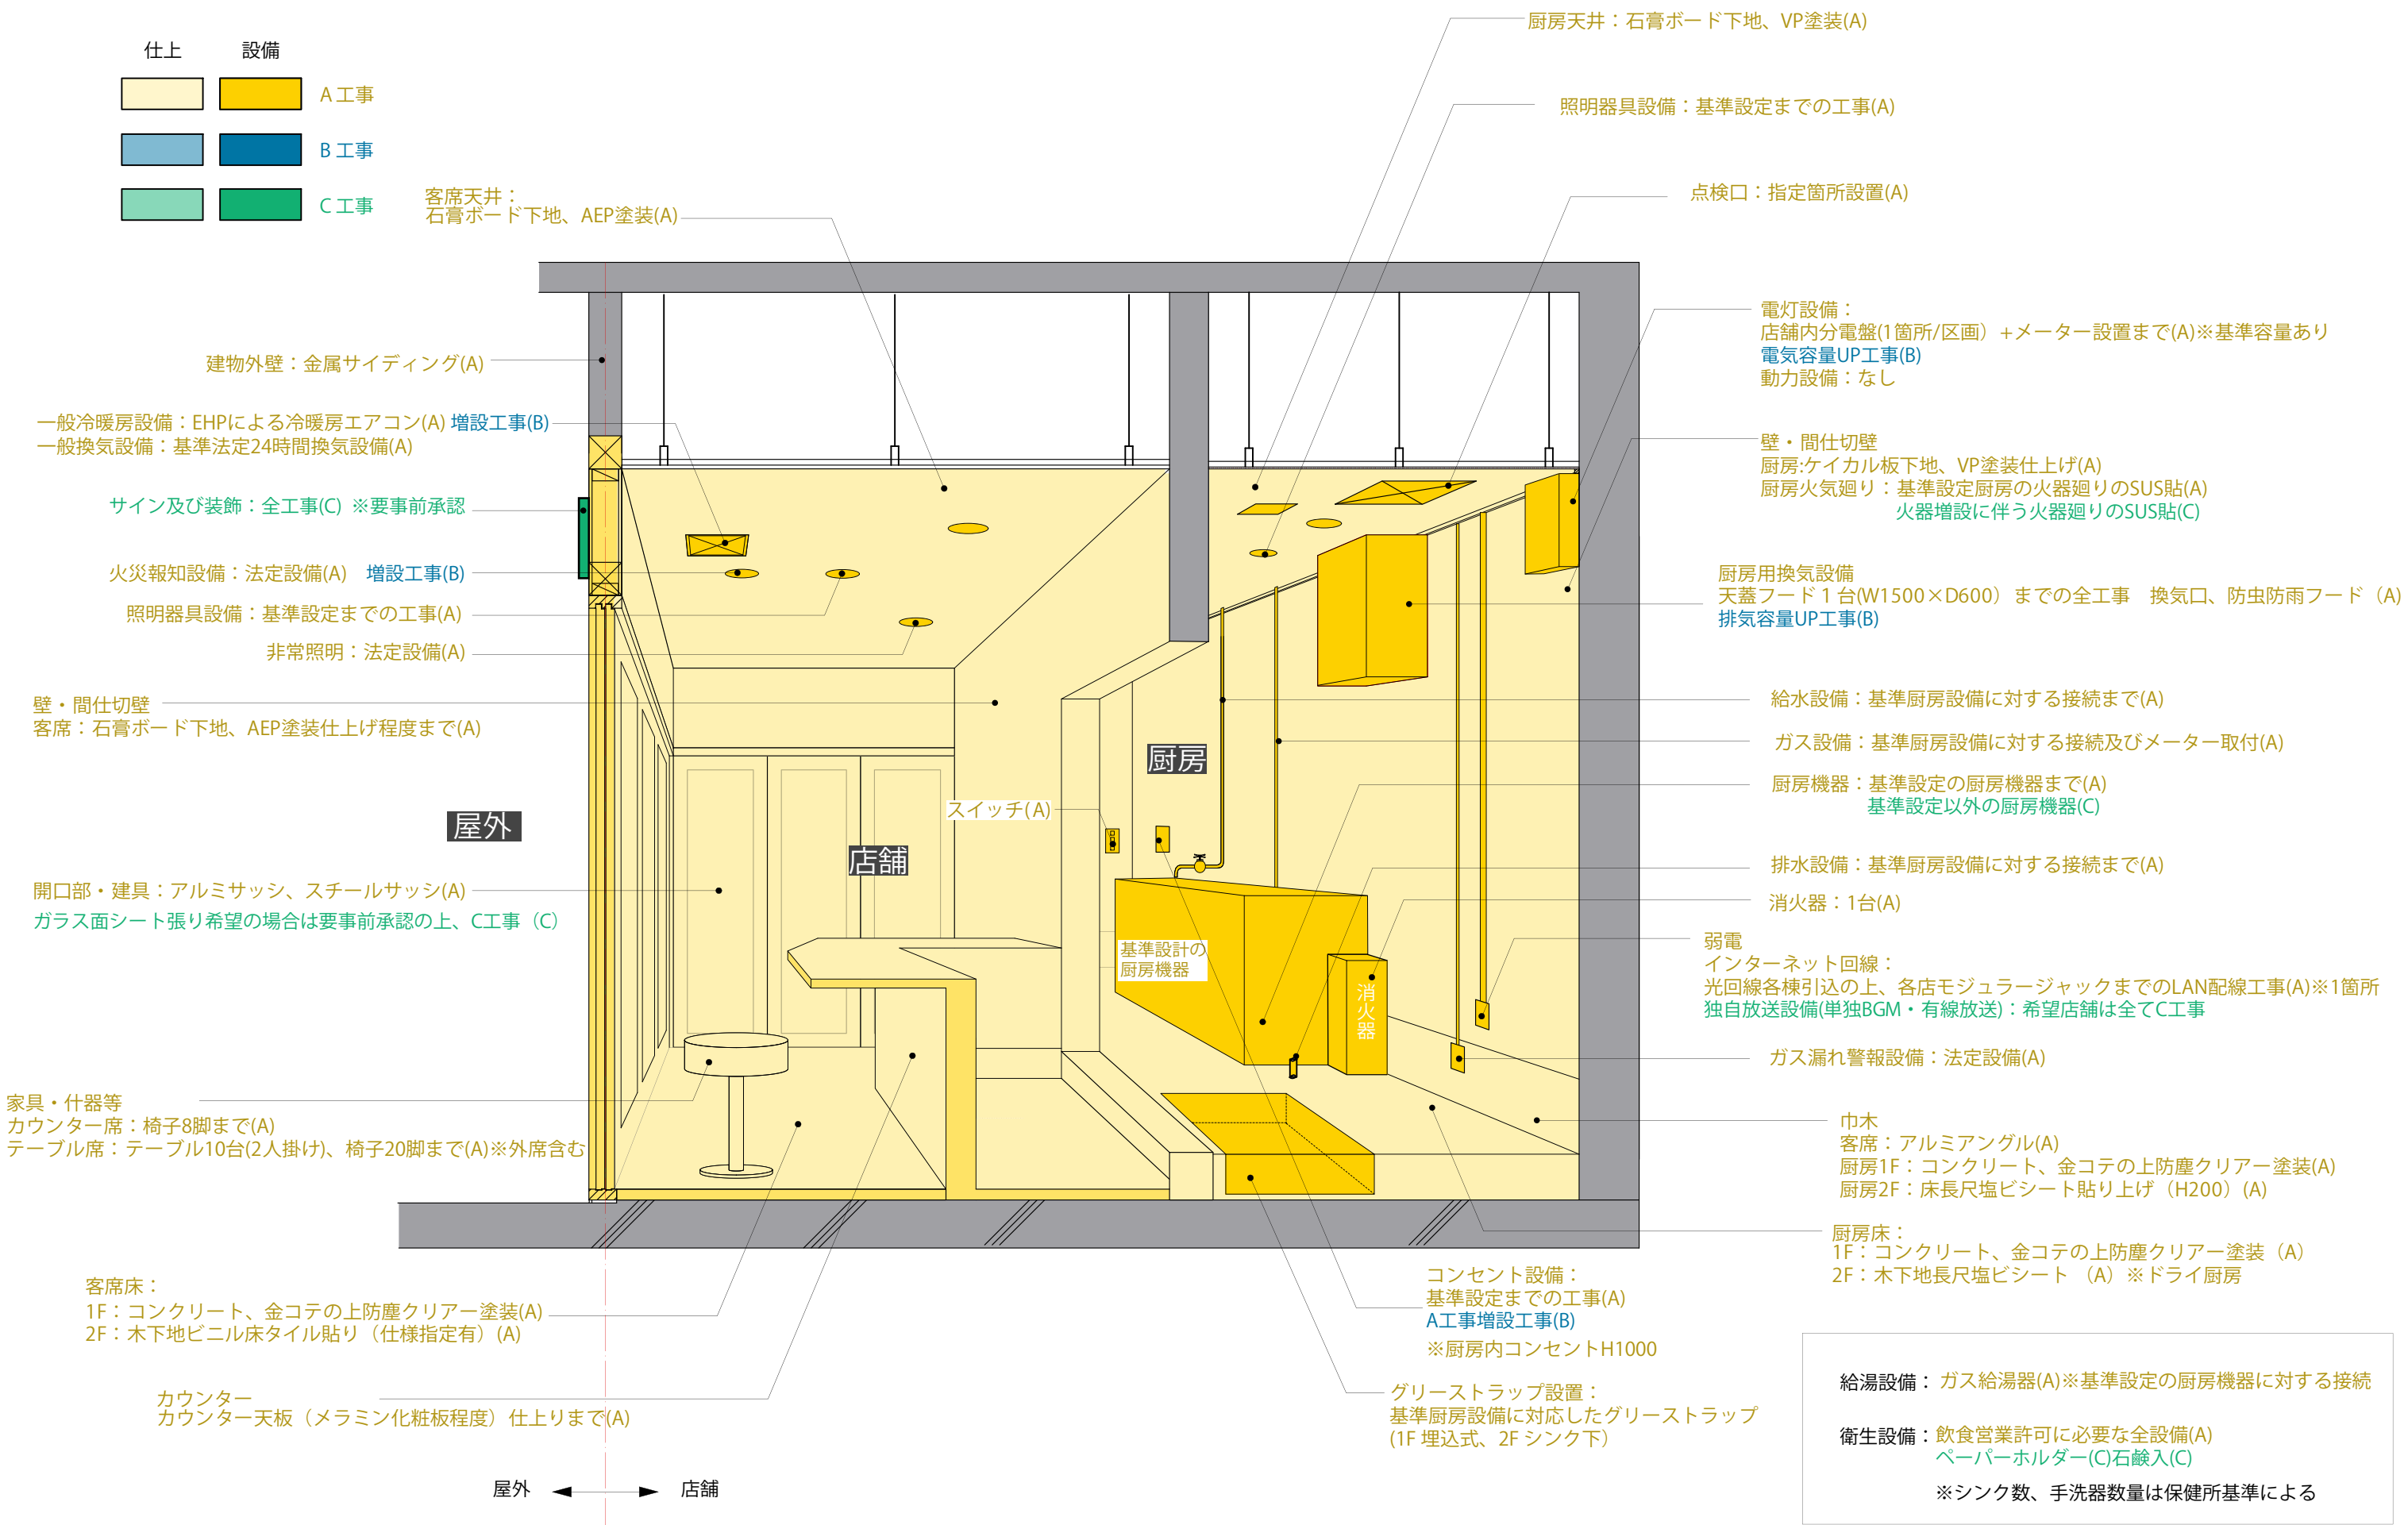 仕上 設備
A 工事
B 工事
C 工事
厨房天井：石膏ボード下地、VP塗装(A)
照明器具設備：基準設定までの工事(A)
点検口：指定箇所設置(A)
客席天井：
石膏ボード下地、AEP塗装(A)
建物外壁：金属サイディング(A)
一般冷暖房設備：EHPによる冷暖房エアコン(A) 増設工事(B)
一般換気設備：基準法定24時間換気設備(A)
サイン及び装飾：全工事(C) ※要事前承認
火災報知設備：法定設備(A) 増設工事(B)
照明器具設備：基準設定までの工事(A)
非常照明：法定設備(A)
壁・間仕切壁
客席：石膏ボード下地、AEP塗装仕上げ程度まで(A)
屋外
開口部・建具：アルミサッシ、スチールサッシ(A)
ガラス面シート張り希望の場合は要事前承認の上、C工事（C）
家具・什器等
カウンター席：椅子8脚まで(A)
テーブル席：テーブル10台(2人掛け)、椅子20脚まで(A)※外席含む
客席床：
1F：コンクリート、金コテの上防塵クリアー塗装(A)
2F：木下地ビニル床タイル貼り（仕様指定有）(A)
カウンター
カウンター天板（メラミン化粧板程度）仕上りまで(A)
屋外 店舗
店舗
厨房
スイッチ(A)
基準設計の
厨房機器
消火器
電灯設備：
店舗内分電盤(1箇所/区画）+メーター設置まで(A)※基準容量あり
電気容量UP工事(B)
動力設備：なし
壁・間仕切壁
厨房:ケイカル板下地、VP塗装仕上げ(A)
厨房火気廻り：基準設定厨房の火器廻りのSUS貼(A)
火器増設に伴う火器廻りのSUS貼(C)
厨房用換気設備
天蓋フード１台(W1500×D600）までの全工事　換気口、防虫防雨フード（A)
排気容量UP工事(B)
給水設備：基準厨房設備に対する接続まで(A)
ガス設備：基準厨房設備に対する接続及びメーター取付(A)
厨房機器：基準設定の厨房機器まで(A)
基準設定以外の厨房機器(C)
排水設備：基準厨房設備に対する接続まで(A)
消火器：1台(A)
弱電
インターネット回線：
光回線各棟引込の上、各店モジュラージャックまでのLAN配線工事(A)※1箇所
独自放送設備(単独BGM・有線放送)：希望店舗は全てC工事
ガス漏れ警報設備：法定設備(A)
巾木
客席：アルミアングル(A)
厨房1F：コンクリート、金コテの上防塵クリアー塗装(A)
厨房2F：床長尺塩ビシート貼り上げ（H200）(A)
厨房床：
1F：コンクリート、金コテの上防塵クリアー塗装（A）
2F：木下地長尺塩ビシート （A）※ドライ厨房
コンセント設備：
基準設定までの工事(A)
A工事増設工事(B)
※厨房内コンセントH1000
グリーストラップ設置：
基準厨房設備に対応したグリーストラップ
(1F 埋込式、2F シンク下）
給湯設備：ガス給湯器(A)※基準設定の厨房機器に対する接続
衛生設備：飲食営業許可に必要な全設備(A)
ペーパーホルダー(C)石鹸入(C)
※シンク数、手洗器数量は保健所基準による